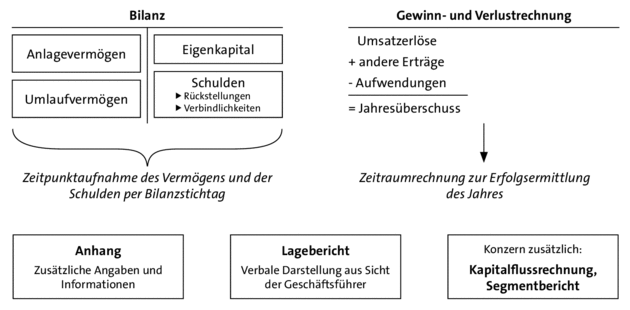 Bilanz
Anlagevermögen
Umlaufvermögen
Eigenkapital
Schulden
▶ Rückstellungen
▶ Verbindlichkeiten
Zeitpunktaufnahme des Vermögens und der
Schulden per Bilanzstichtag
Gewinn- und Verlustrechnung
Umsatzerlöse
+ andere Erträge
- Aufwendungen
= Jahresüberschuss
Zeitraumrechnung zur Erfolgsermittlung
des Jahres
Anhang
Zusätzliche Angaben und
Informationen
Lagebericht
Verbale Darstellung aus Sicht
der Geschäftsführer
Konzern zusätzlich:
Kapitalflussrechnung,
Segmentbericht